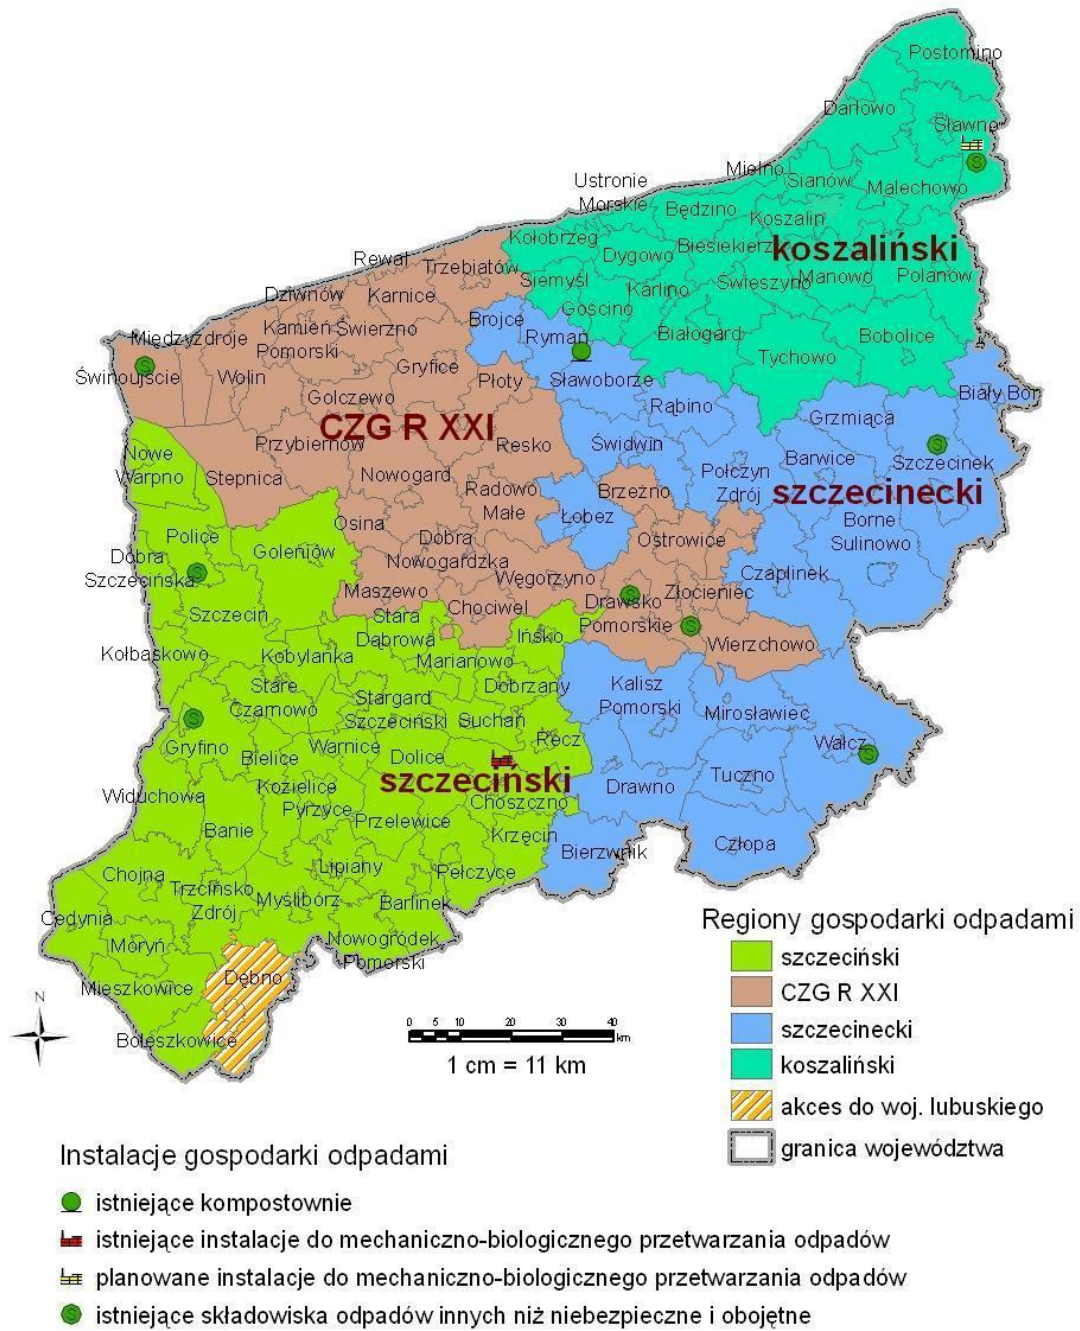 Postomino
Darłowo
Sławno
Mielno
Sianów
Malechowo
Ustronie
Morskie
Będzino
Koszalin
Kołobrzeg
Dygowo
Biesiekierz
koszaliński
Rewal
Trzebiatów
Siemyśl
Karlino
Świeszyno
Manowo
Polanów
Dziwnów
Karnice
Gościno
Białogard
Bobolice
Międzyzdroje
Kamień
Pomorski
Świerzno
Brojce
Rymań
Tychowo
Świnoujście
Wolin
Gryfice
Płoty
Sławoborze
Biały Bór
Golczewo
Rąbino
Grzmiąca
CZG R XXI
Przybiernów
Resko
Świdwin
Barwice
Szczecinek
Nowe
Warpno
Stepnica
Nowogard
Radowo
Małe
Brzeżno
Połczyn
Zdrój
szczecinecki
Łobez
Borne
Sulinowo
Police
Goleniów
Osina
Dobra
Nowogardzka
Ostrowice
Dobra
Szczecińska
Węgorzyno
Czaplinek
Maszewo
Chociwel
Drawsko
Pomorskie
Złocieniec
Szczecin
Stara
Dąbrowa
Ińsko
Wierzchowo
Kołbaskowo
Kobylanka
Marianowo
Stare
Czarnowo
Dobrzany
Kalisz
Pomorski
Stargard
Szczeciński
Suchań
Mirosławiec
Gryfino
Bielice
Warnice
Dolice
Recz
Wałcz
szczeciński
Tuczno
Widuchowa
Kozielice
Pyrzyce
Choszczno
Drawno
Banie
Przelewice
Krzęcin
Bierzwnik
Człopa
Chojna
Trzcińsko
Zdrój
Lipiany
Pełczyce
Myślibórz
Barlinek
Cedynia
Moryń
Nowogródek
Pomorski
Mieszkowice
Dębno
Boleszkowice
N
0 5 10 20 30 40
km
1 cm = 11 km
Regiony gospodarki odpadami
szczeciński
CZG R XXI
szczecinecki
koszaliński
akces do woj. lubuskiego
granica województwa
Instalacje gospodarki odpadami
istniejące kompostownie
istniejące instalacje do mechaniczno-biologicznego przetwarzania odpadów
planowane instalacje do mechaniczno-biologicznego przetwarzania odpadów
istniejące składowiska odpadów innych niż niebezpieczne i obojętne